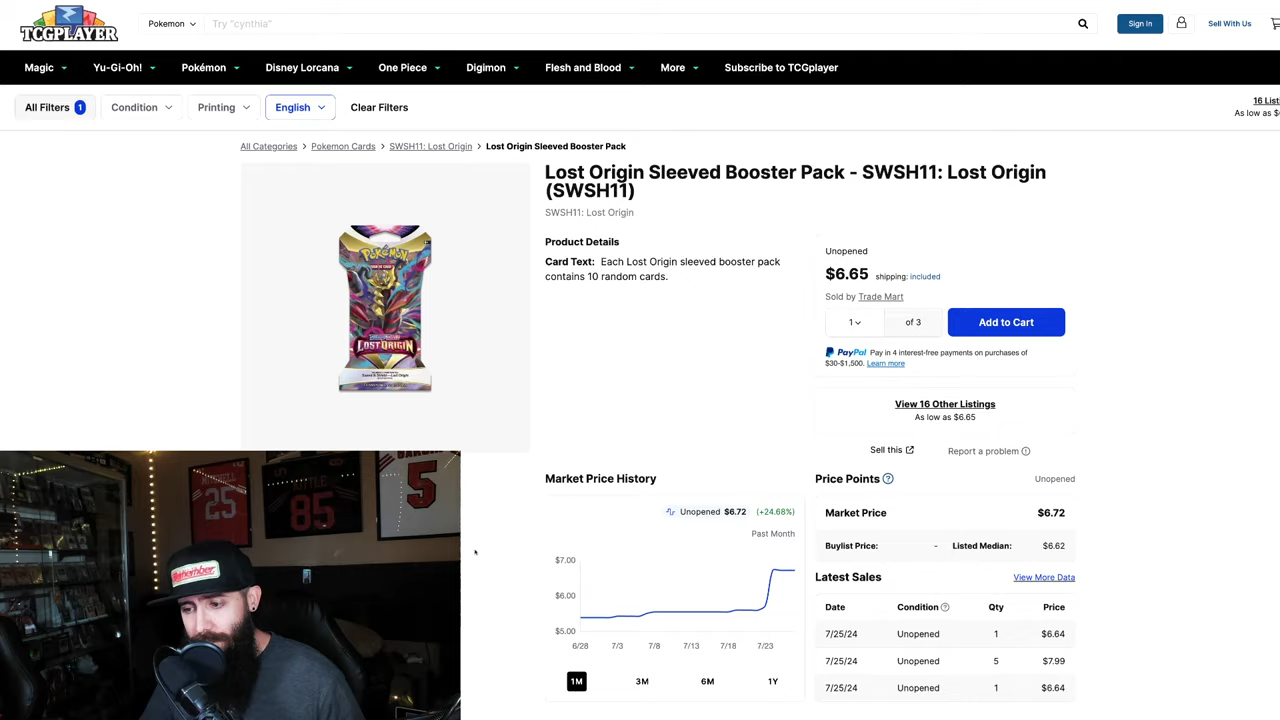 TCGPLAYER
Pokemon
Try "cynthia"
Sign In
Sell With Us
Magic
Yu-Gi-Oh!
Pokémon
Disney Lorcana
One Piece
Digimon
Flesh and Blood
More
Subscribe to TCGplayer
All Filters 1
Condition
Printing
English
Clear Filters
16 List
As low as $
All Categories > Pokemon Cards > SWSH11: Lost Origin > Lost Origin Sleeved Booster Pack
Lost Origin Sleeved Booster Pack - SWSH11: Lost Origin
(SWSH11)
SWSH11: Lost Origin
Product Details
Card Text: Each Lost Origin sleeved booster pack
contains 10 random cards.
POKÉMON
LOST ORIGIN
Unopened
$6.65 shipping: included
Sold by Trade Mart
1 of 3
Add to Cart
PayPal Pay in 4 interest-free payments on purchases of
$30-$1,500. Learn more
View 16 Other Listings
As low as $6.65
Sell this
Report a problem
Market Price History
Unopened $6.72 (+24.68%)
Past Month
$7.00
$6.00
$5.00
6/28 7/3 7/8 7/13 7/18 7/23
1M 3M 6M 1Y
Price Points ?
Unopened
Market Price $6.72
Buylist Price: - Listed Median: $6.62
Latest Sales
View More Data
Date Condition ? Qty Price
7/25/24 Unopened 1 $6.64
7/25/24 Unopened 5 $7.99
7/25/24 Unopened 1 $6.64
25
85
5
Remember